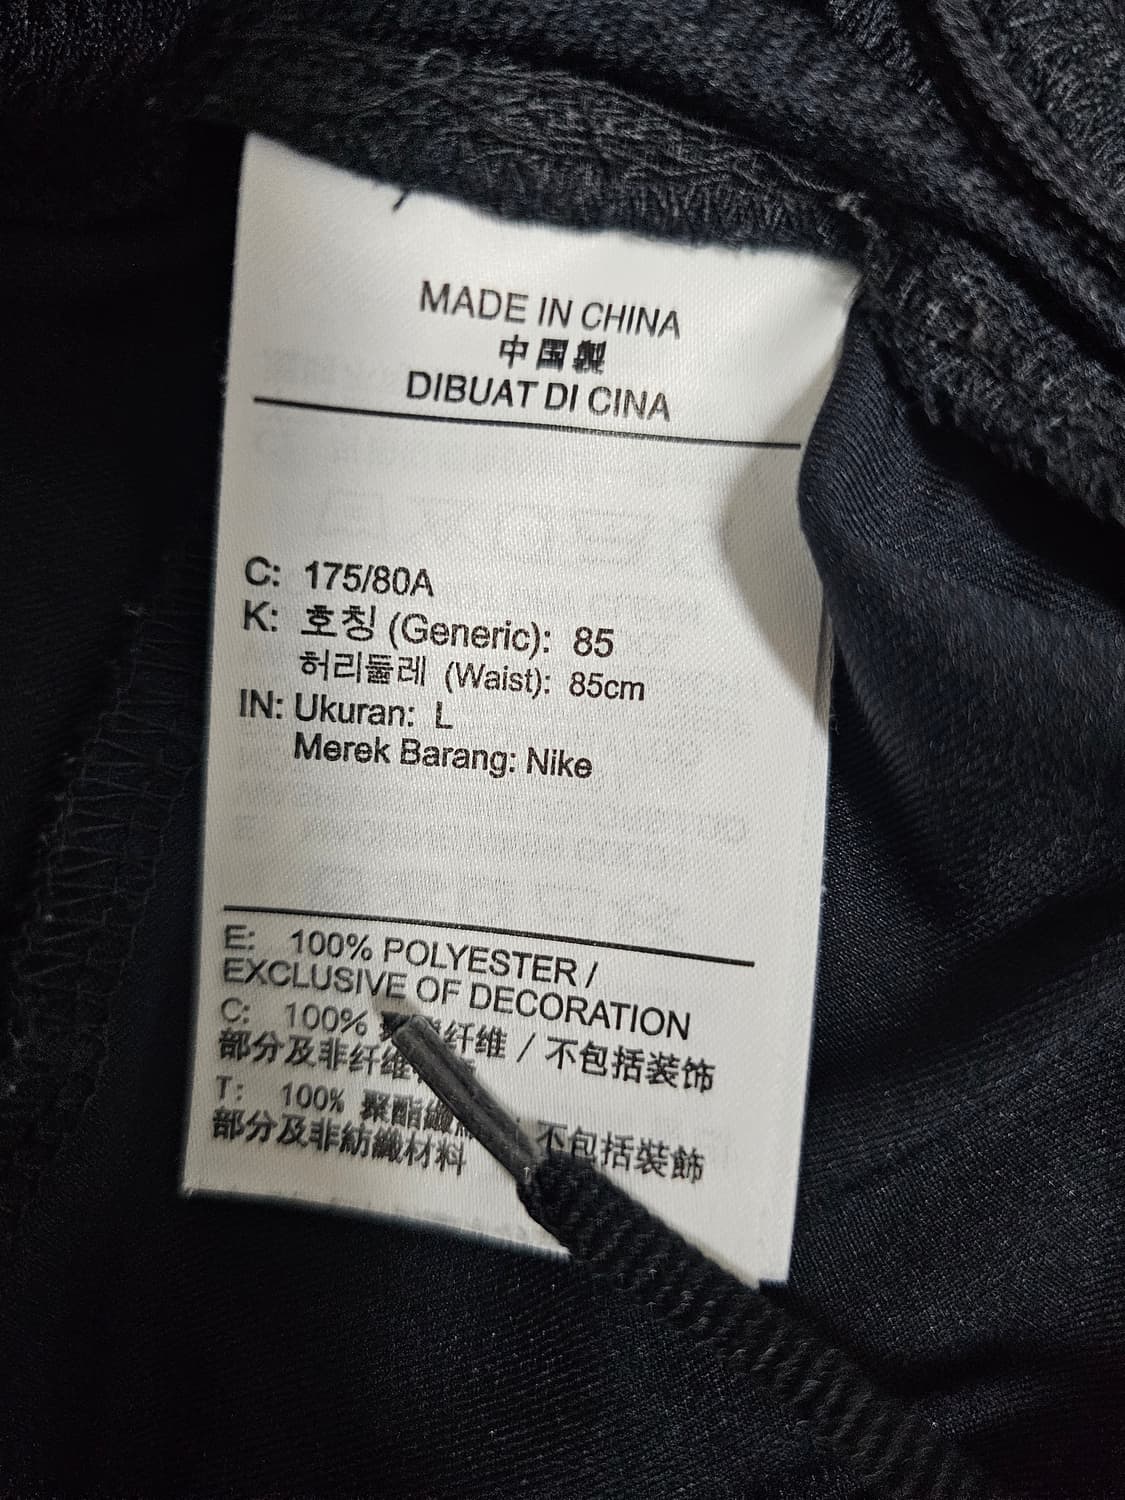 MADE IN CHINA
中国製
DIBUAT DI CINA
C: 175/80A
K: 호칭 (Generic): 85
허리둘레 (Waist): 85cm
IN: Ukuran: L
Merek Barang: Nike
E: 100% POLYESTER /
EXCLUSIVE OF DECORATION
C: 100% 纤维 / 不包括装饰
部分及非纤维
T: 100% 聚酯纖 不包括裝飾
部分及非紡織材料